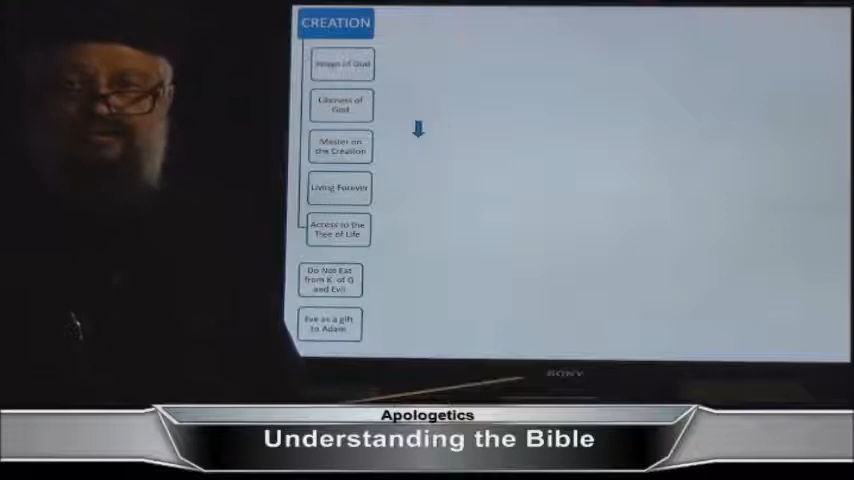 CREATION
Image of God
Likeness of
God
Master on
the Creation
Living Forever
Access to the
Tree of Life
Do Not Eat
from K. of G
and Evil
Eve as a gift
to Adam
SONY
Apologetics
Understanding the Bible